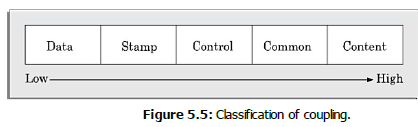 Data Stamp Control Common Content
Low High
Figure 5.5: Classification of coupling.